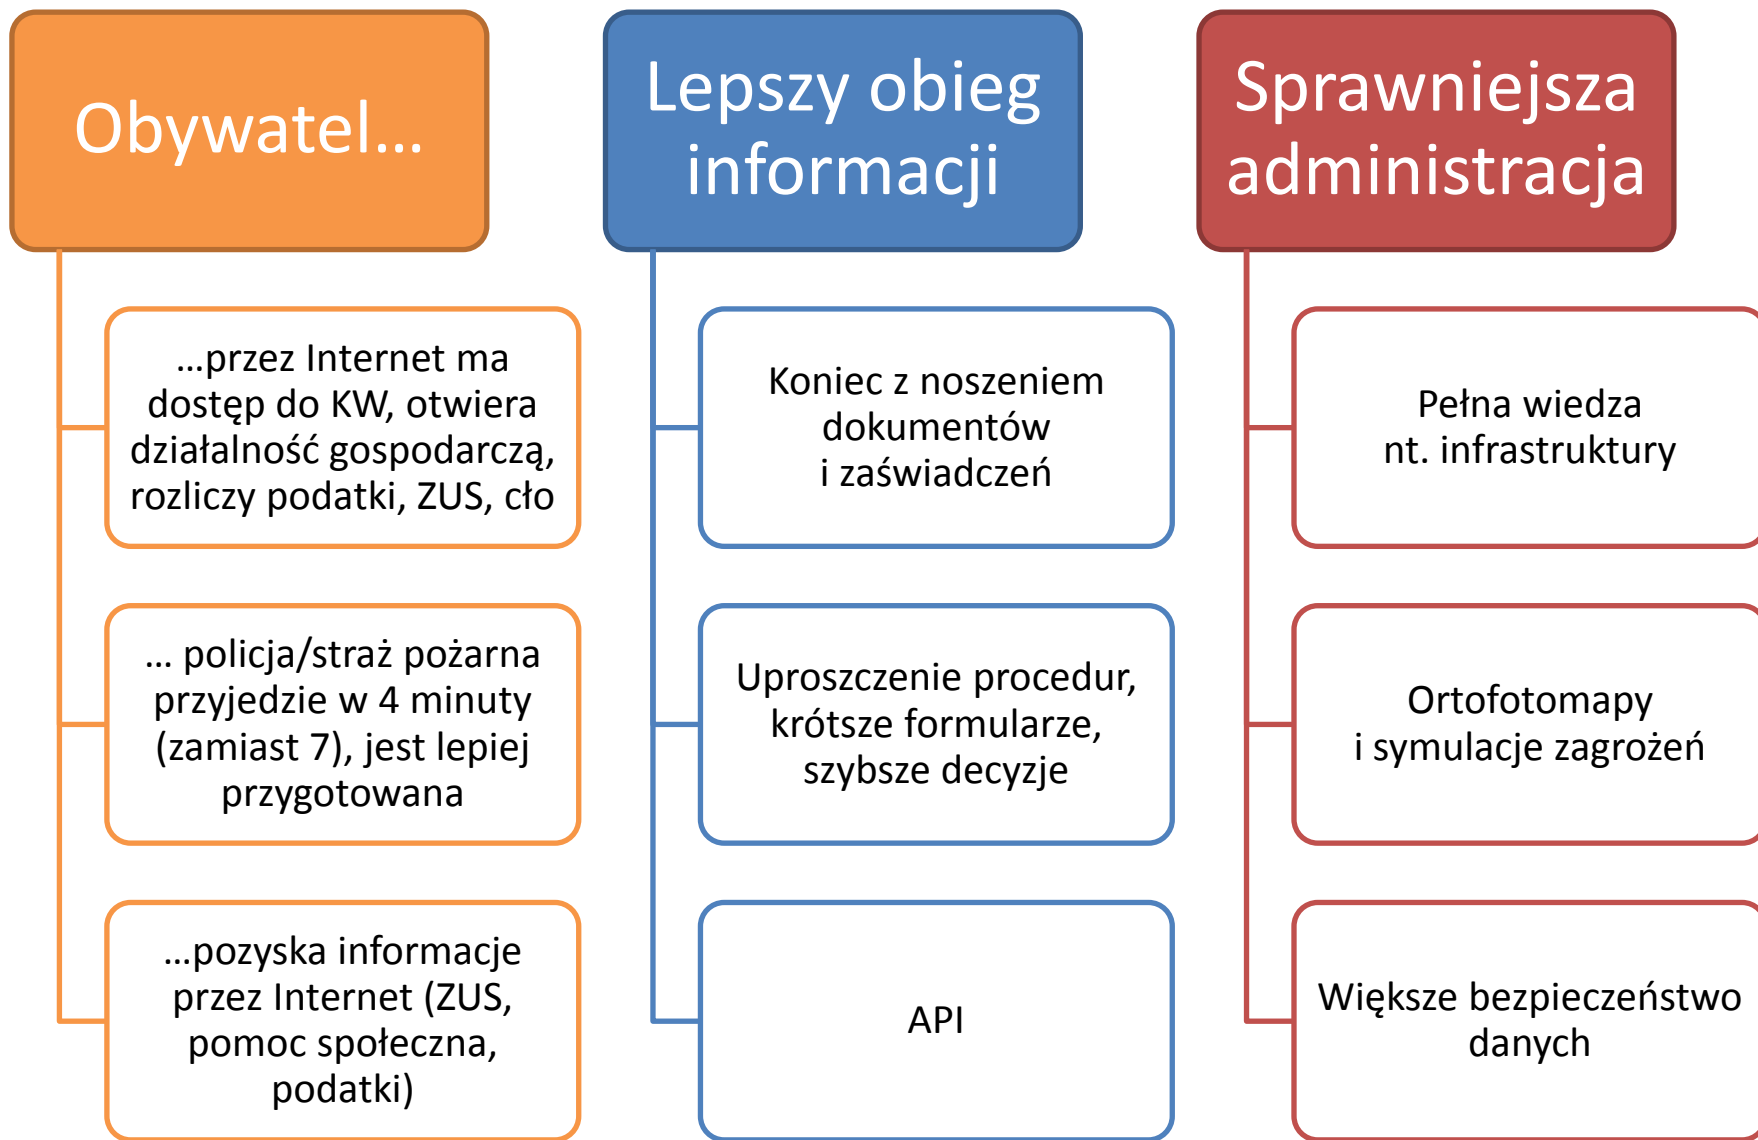 Obywatel…
…przez Internet ma
dostęp do KW, otwiera
działalność gospodarczą,
rozliczy podatki, ZUS, cło
… policja/straż pożarna
przyjedzie w 4 minuty
(zamiast 7), jest lepiej
przygotowana
…pozyska informacje
przez Internet (ZUS,
pomoc społeczna,
podatki)
Lepszy obieg
informacji
Koniec z noszeniem
dokumentów
i zaświadczeń
Uproszczenie procedur,
krótsze formularze,
szybsze decyzje
API
Sprawniejsza
administracja
Pełna wiedza
nt. infrastruktury
Ortofotomapy
i symulacje zagrożeń
Większe bezpieczeństwo
danych